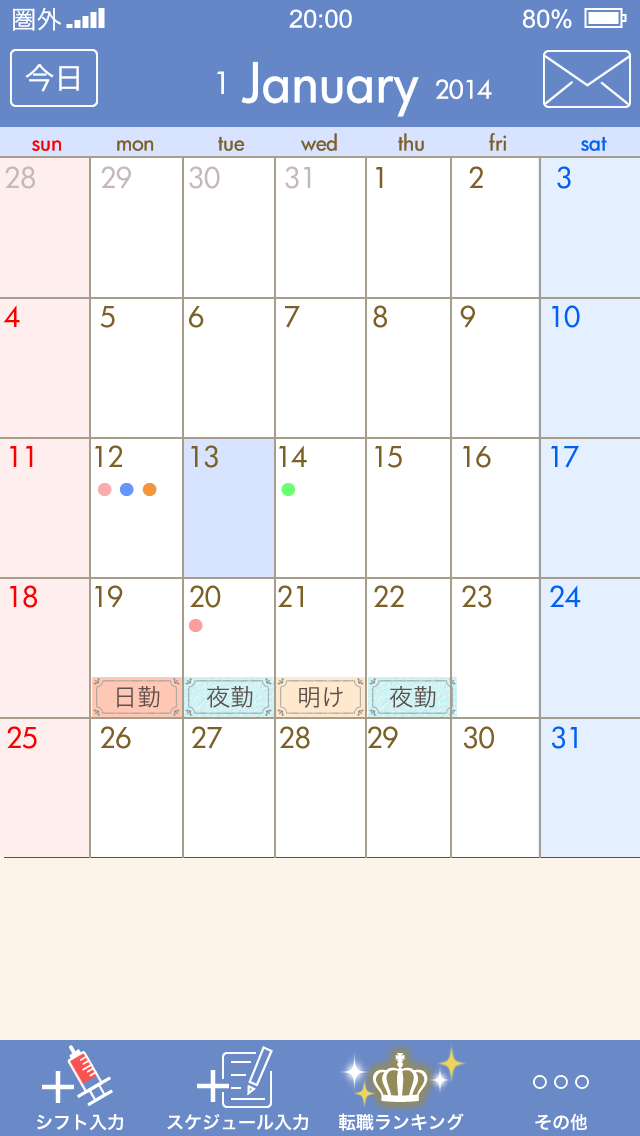 圏外 20:00 80%
今日 1 January 2014
sun mon tue wed thu fri sat
28 29 30 31 1 2 3
4 5 6 7 8 9 10
11 12 13 14 15 16 17
18 19 20 21 22 23 24
日勤 夜勤 明け 夜勤
25 26 27 28 29 30 31
シフト入力 スケジュール入力 転職ランキング その他